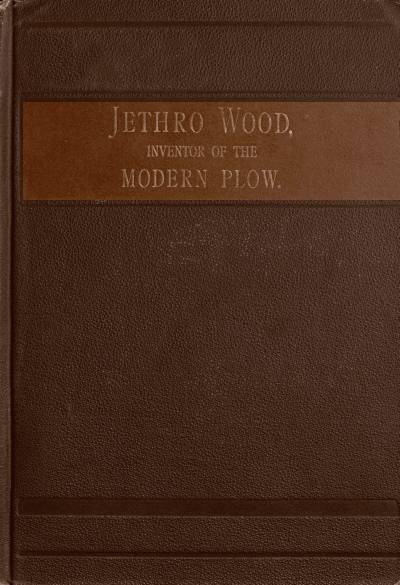 JETHRO WOOD,
INVENTOR OF THE
MODERN PLOW.